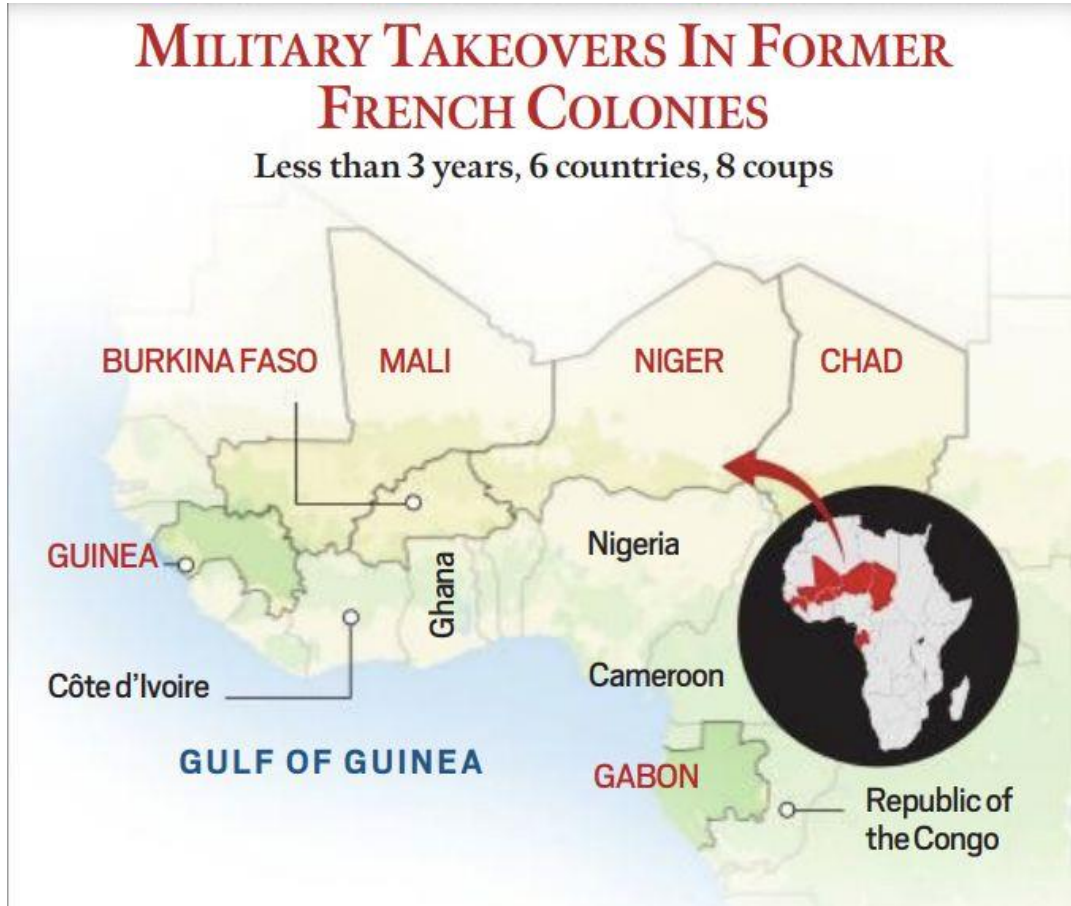 MILITARY TAKEOVERS IN FORMER
FRENCH COLONIES
Less than 3 years, 6 countries, 8 coups
BURKINA FASO
MALI
NIGER
CHAD
GUINEA
Ghana
Nigeria
Côte d'Ivoire
Cameroon
GULF OF GUINEA
GABON
Republic of
the Congo